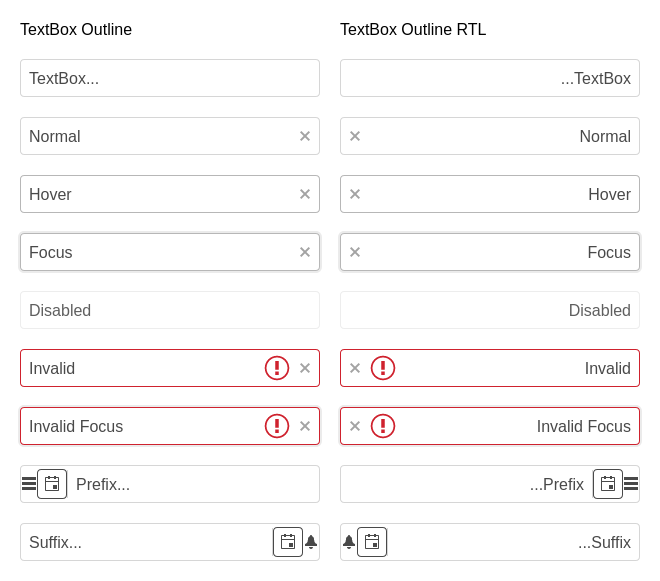 TextBox Outline
TextBox Outline RTL
TextBox...
...TextBox
Normal
Normal
Hover
Hover
Focus
Focus
Disabled
Disabled
Invalid
Invalid
Invalid Focus
Invalid Focus
Prefix...
...Prefix
Suffix...
...Suffix